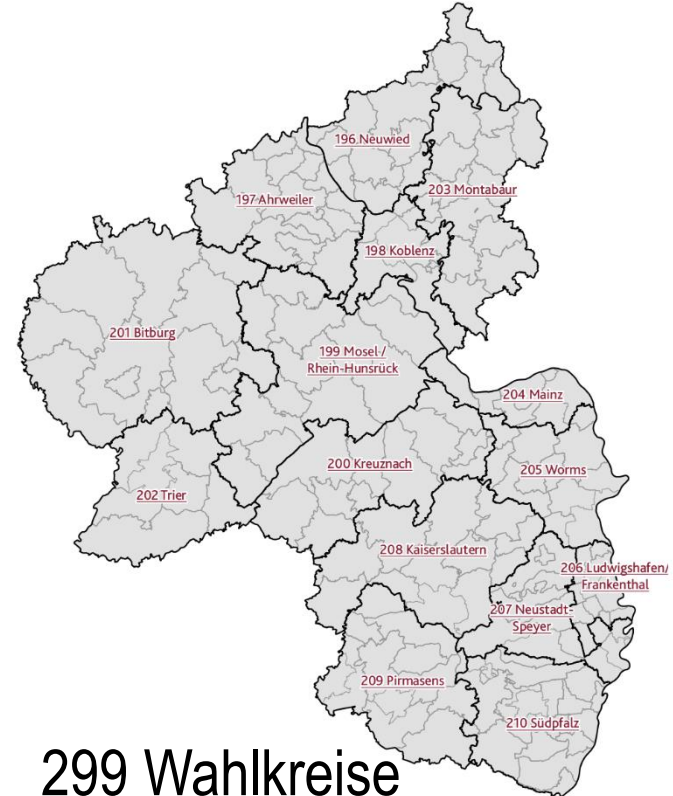 196 Neuwied
203 Montabaur
197 Ahrweiler
198 Koblenz
201 Bitburg
199 Mosel /
Rhein-Hunsrück
204 Mainz
200 Kreuznach
205 Worms
202 Trier
208 Kaiserslautern
206 Ludwigshafen/
Frankenthal
207 Neustadt-
Speyer
209 Pirmasens
210 Südpfalz
299 Wahlkreise